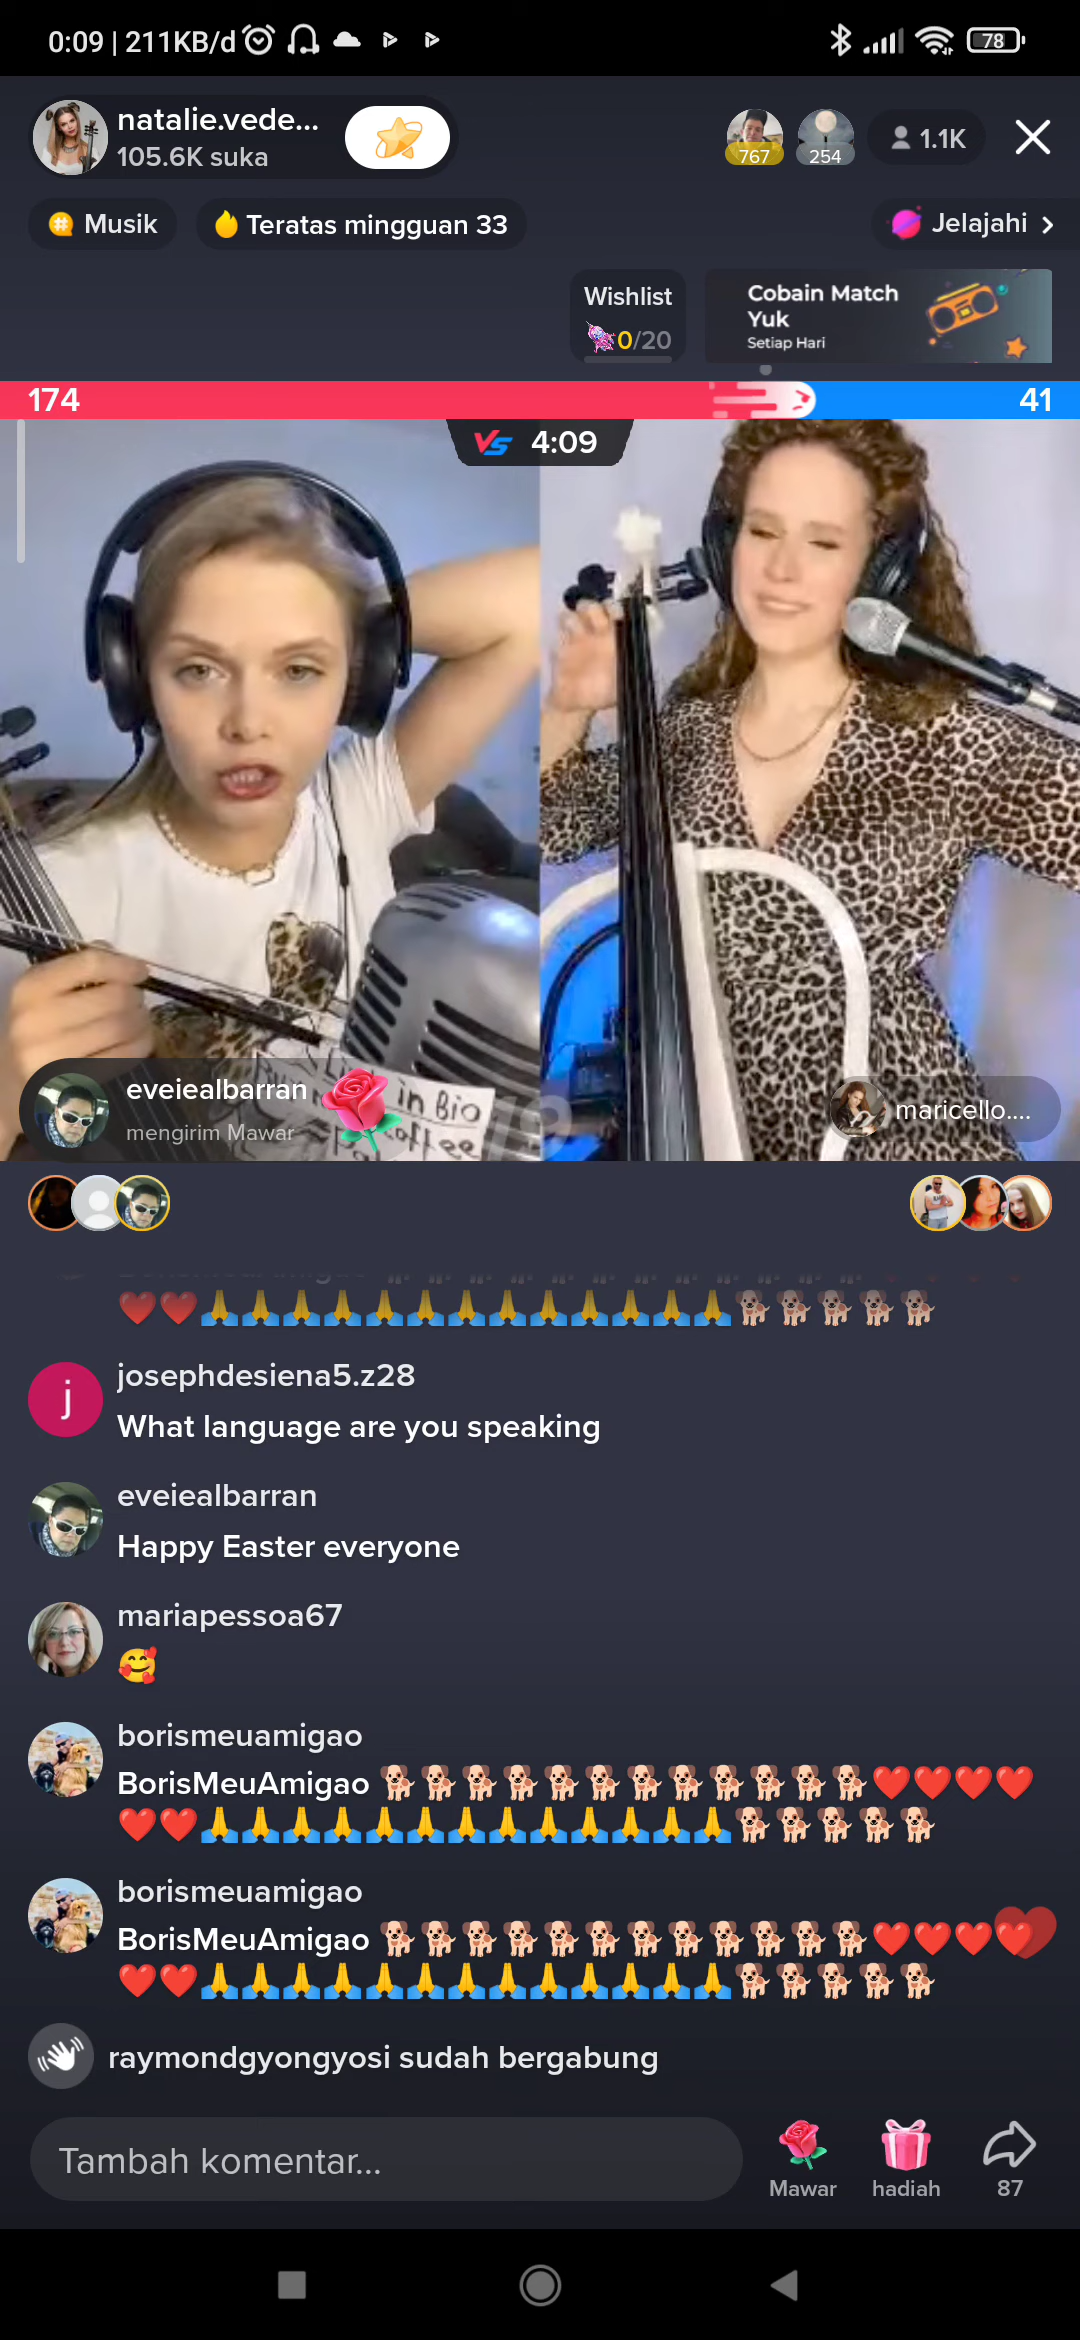 0:09 | 211KB/d
78
natalie.vede...
105.6K suka
767
254
1.1K
Musik
Teratas mingguan 33
Jelajahi
Wishlist
0/20
Cobain Match
Yuk
Setiap Hari
174
41
VS 4:09
eveiealbarran
mengirim Mawar
in Bio
maricello....
❤️❤️🙏🙏🙏🙏🙏🙏🙏🙏🙏🙏🙏🙏🙏🐕🐕🐕🐕🐕
j
josephdesiena5.z28
What language are you speaking
eveiealbarran
Happy Easter everyone
mariapessoa67
🥰
borismeuamigao
BorisMeuAmigao 🐕🐕🐕🐕🐕🐕🐕🐕🐕🐕🐕🐕❤️❤️❤️❤️
❤️❤️🙏🙏🙏🙏🙏🙏🙏🙏🙏🙏🙏🙏🙏🐕🐕🐕🐕🐕
borismeuamigao
BorisMeuAmigao 🐕🐕🐕🐕🐕🐕🐕🐕🐕🐕🐕🐕❤️❤️❤️❤️
❤️❤️🙏🙏🙏🙏🙏🙏🙏🙏🙏🙏🙏🙏🙏🐕🐕🐕🐕🐕
raymondgyongyosi sudah bergabung
Tambah komentar...
Mawar
hadiah
87